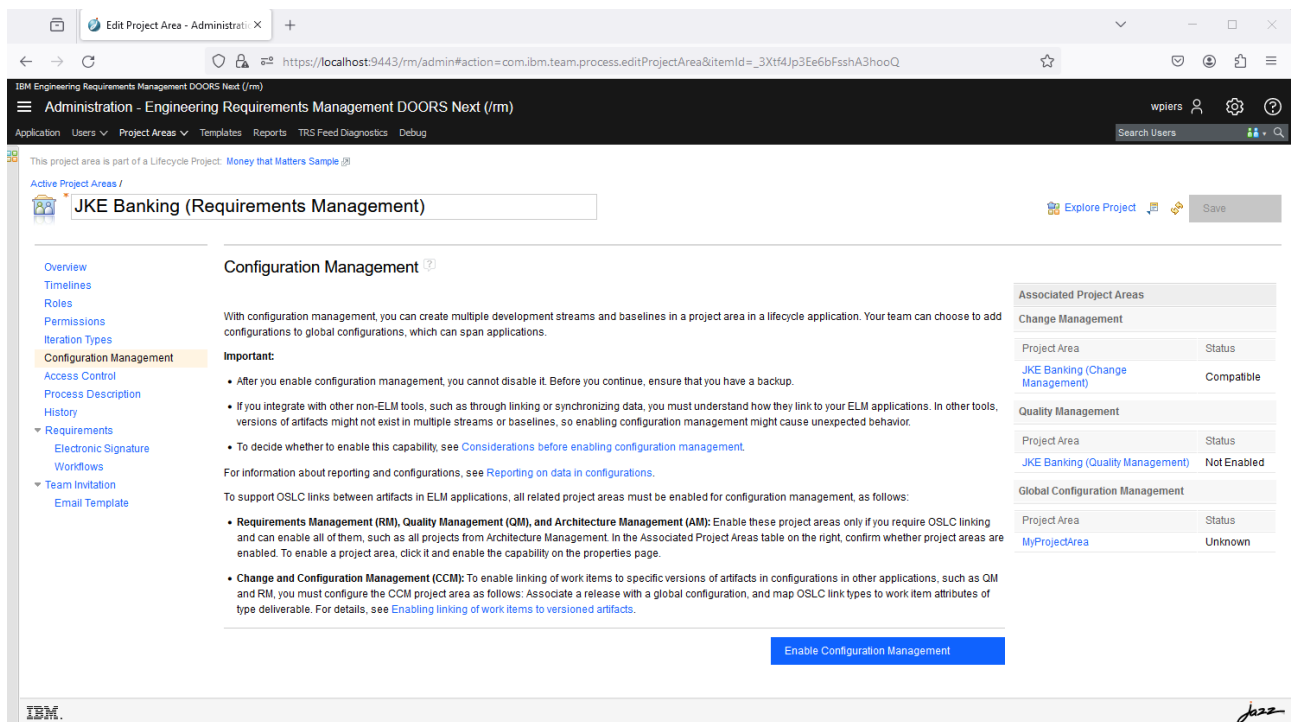 Edit Project Area - Administratic
https://localhost:9443/rm/admin#action=com.ibm.team.process.editProjectArea&itemId=_3Xtf4Jp3Ee6bFsshA3hooQ
IBM Engineering Requirements Management DOORS Next (/rm)
Administration - Engineering Requirements Management DOORS Next (/rm)
wpiers
Application Users Project Areas Templates Reports TRS Feed Diagnostics Debug
Search Users
This project area is part of a Lifecycle Project: Money that Matters Sample
Active Project Areas /
* JKE Banking (Requirements Management)
Explore Project
Save
Overview
Timelines
Roles
Permissions
Iteration Types
Configuration Management
Access Control
Process Description
History
Requirements
Electronic Signature
Workflows
Team Invitation
Email Template
Configuration Management ?
With configuration management, you can create multiple development streams and baselines in a project area in a lifecycle application. Your team can choose to add
configurations to global configurations, which can span applications.
Important:
• After you enable configuration management, you cannot disable it. Before you continue, ensure that you have a backup.
• If you integrate with other non-ELM tools, such as through linking or synchronizing data, you must understand how they link to your ELM applications. In other tools,
versions of artifacts might not exist in multiple streams or baselines, so enabling configuration management might cause unexpected behavior.
• To decide whether to enable this capability, see Considerations before enabling configuration management.
For information about reporting and configurations, see Reporting on data in configurations.
To support OSLC links between artifacts in ELM applications, all related project areas must be enabled for configuration management, as follows:
• Requirements Management (RM), Quality Management (QM), and Architecture Management (AM): Enable these project areas only if you require OSLC linking
and can enable all of them, such as all projects from Architecture Management. In the Associated Project Areas table on the right, confirm whether project areas are
enabled. To enable a project area, click it and enable the capability on the properties page.
• Change and Configuration Management (CCM): To enable linking of work items to specific versions of artifacts in configurations in other applications, such as QM
and RM, you must configure the CCM project area as follows: Associate a release with a global configuration, and map OSLC link types to work item attributes of
type deliverable. For details, see Enabling linking of work items to versioned artifacts.
Enable Configuration Management
Associated Project Areas
Change Management
Project Area Status
JKE Banking (Change
Management) Compatible
Quality Management
Project Area Status
JKE Banking (Quality Management) Not Enabled
Global Configuration Management
Project Area Status
MyProjectArea Unknown
IBM.
jazz